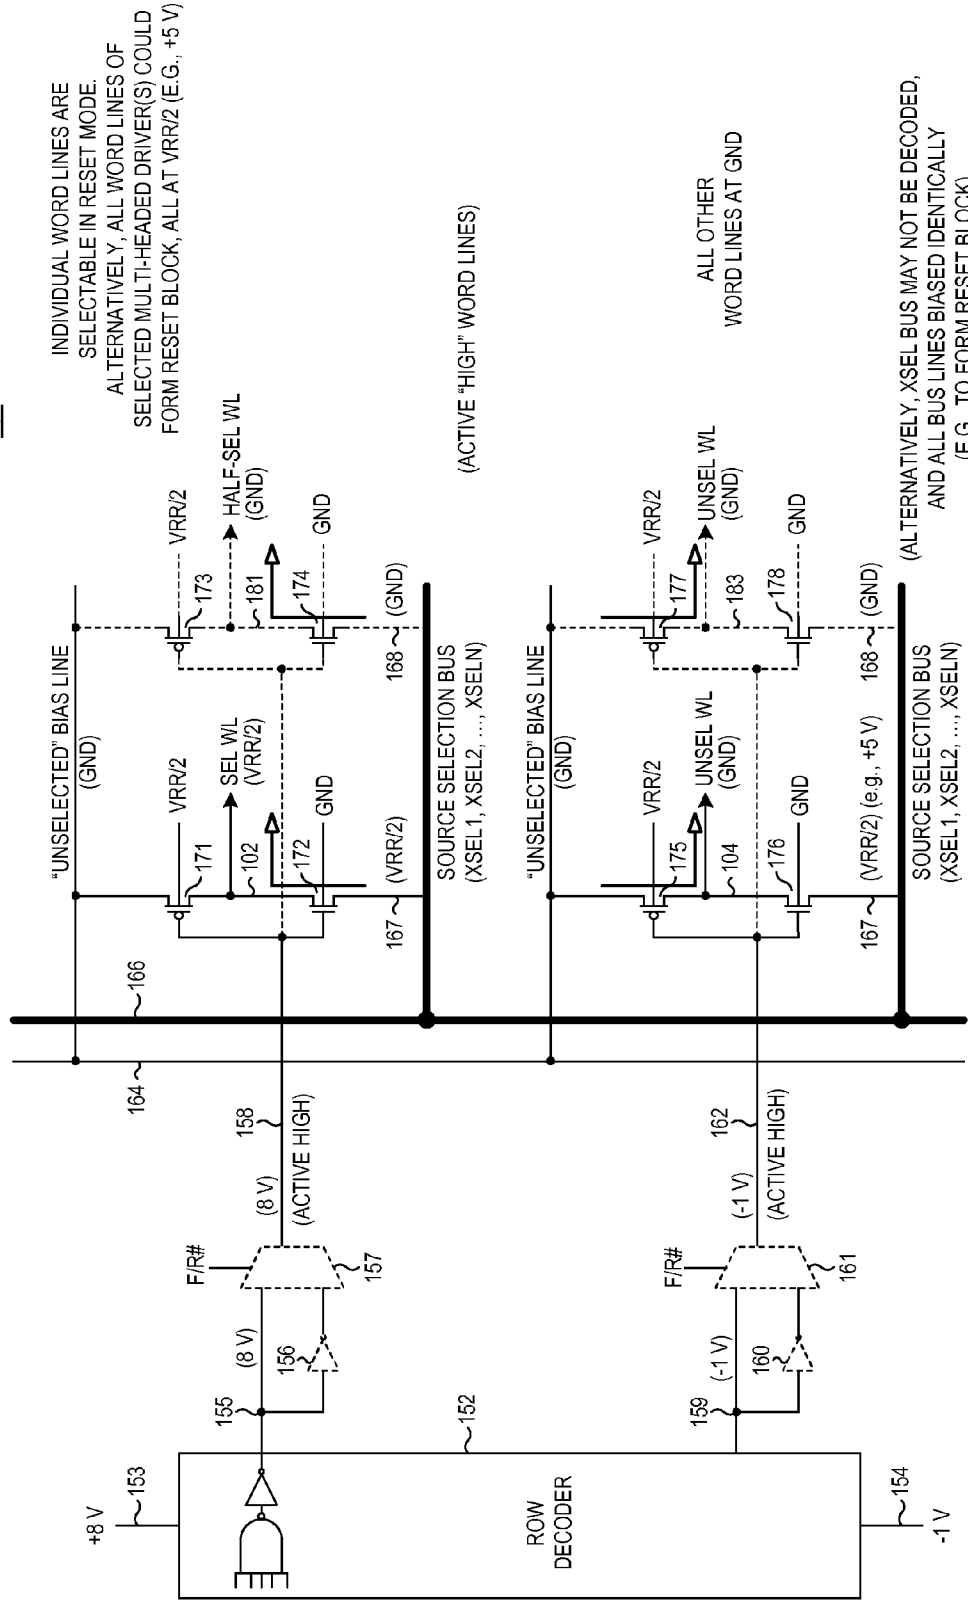 INDIVIDUAL WORD LINES ARE
SELECTABLE IN RESET MODE.
ALTERNATIVELY, ALL WORD LINES OF
SELECTED MULTI-HEADED DRIVER(S) COULD
FORM RESET BLOCK, ALL AT VRR/2 (E.G., +5 V)
"UNSELECTED" BIAS LINE
(GND)
VRR/2
171
SEL WL
(VRR/2)
102
172
GND
(VRR/2)
167
VRR/2
173
HALF-SEL WL
(GND)
181
174
GND
(GND)
168
SOURCE SELECTION BUS
(XSEL1, XSEL2, ..., XSELN)
(ACTIVE "HIGH" WORD LINES)
+8 V
153
155
(8 V)
156
F/R#
157
(8 V)
158
(ACTIVE HIGH)
164
166
152
ROW
DECODER
154
-1 V
159
(-1 V)
160
F/R#
161
(-1 V)
162
(ACTIVE HIGH)
"UNSELECTED" BIAS LINE
(GND)
VRR/2
175
UNSEL WL
(GND)
104
176
GND
(VRR/2) (e.g., +5 V)
167
VRR/2
177
UNSEL WL
(GND)
183
178
GND
(GND)
168
SOURCE SELECTION BUS
(XSEL1, XSEL2, ..., XSELN)
ALL OTHER
WORD LINES AT GND
(ALTERNATIVELY, XSEL BUS MAY NOT BE DECODED,
AND ALL BUS LINES BIASED IDENTICALLY
(E.G., TO FORM RESET BLOCK)